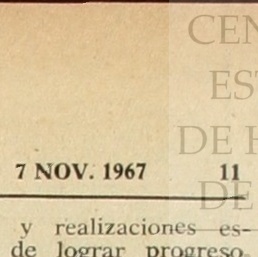 CEN
EST
DE H
DE
7 NOV. 1967 11
y realizaciones es-
de lograr progreso.